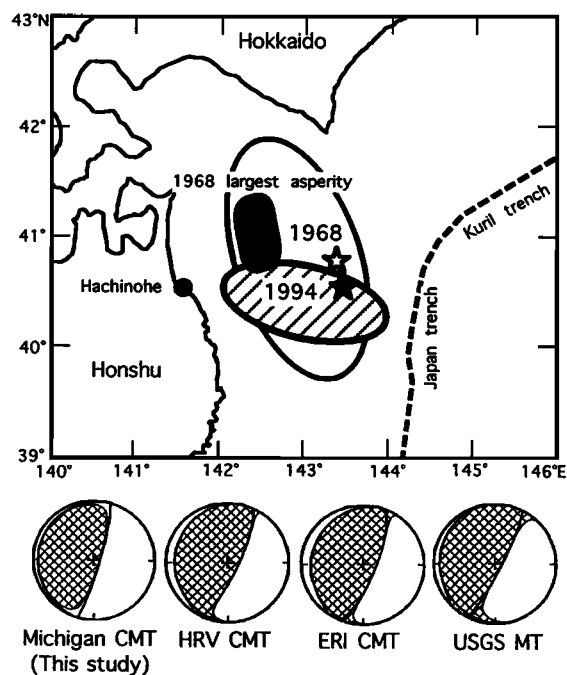 43°N
Hokkaido
42°
1968 largest asperity
Kuril trench
41°
1968
Hachinohe
1994
Japan trench
40°
Honshu
39°
140° 141° 142° 143° 144° 145° 146°E
Michigan CMT
(This study)
HRV CMT
ERI CMT
USGS MT